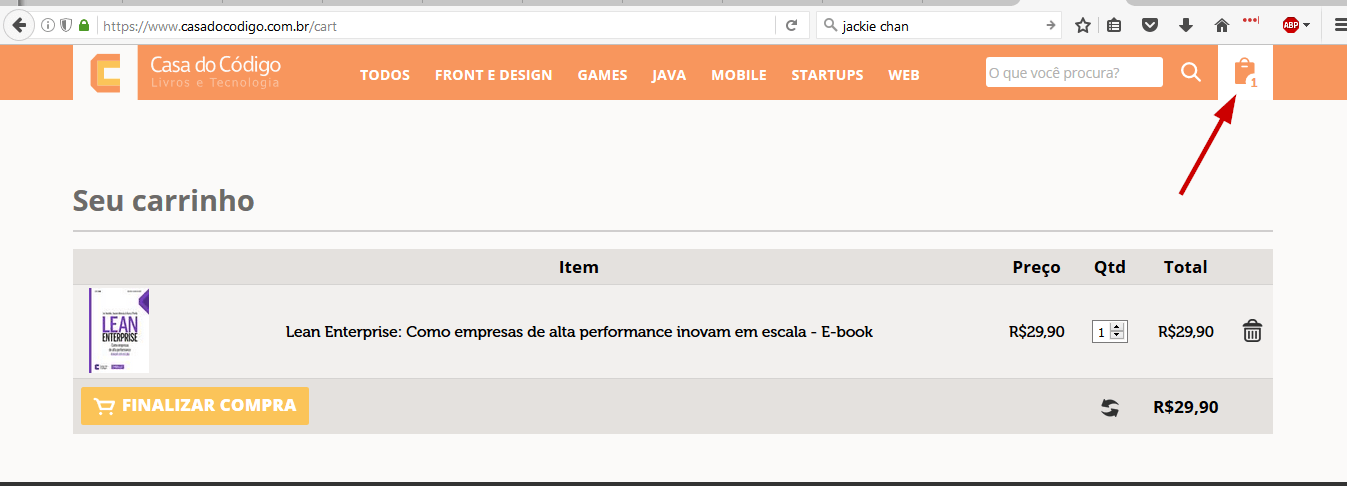 https://www.casadocodigo.com.br/cart
jackie chan
ABP
Casa do Código
Livros e Tecnologia
TODOS FRONT E DESIGN GAMES JAVA MOBILE STARTUPS WEB
O que você procura?
1
Seu carrinho
Item Preço Qtd Total
LEAN
ENTERPRISE
Lean Enterprise: Como empresas de alta performance inovam em escala - E-book R$29,90 1 R$29,90
FINALIZAR COMPRA R$29,90